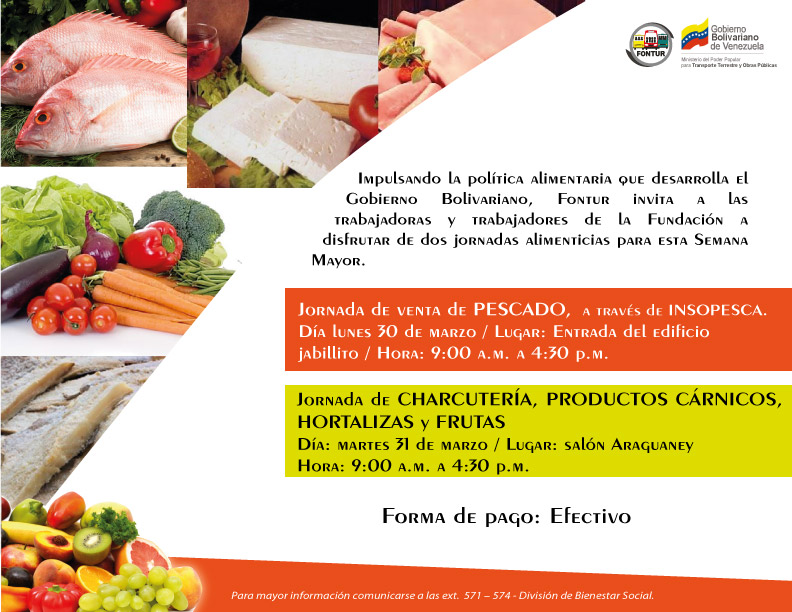 FONTUR
Gobierno
Bolivariano
de Venezuela
Ministerio del Poder Popular
para Transporte Terrestre y Obras Públicas
Impulsando la política alimentaria que desarrolla el
Gobierno Bolivariano, Fontur invita a las
trabajadoras y trabajadores de la Fundación a
disfrutar de dos jornadas alimenticias para esta Semana
Mayor.
Jornada de venta de PESCADO, a través de INSOPESCA.
Día lunes 30 de marzo / Lugar: Entrada del edificio
jabillito / Hora: 9:00 a.m. a 4:30 p.m.
Jornada de CHARCUTERÍA, PRODUCTOS CÁRNICOS,
HORTALIZAS y FRUTAS
Día: martes 31 de marzo / Lugar: salón Araguaney
Hora: 9:00 a.m. a 4:30 p.m.
Forma de pago: Efectivo
Para mayor información comunicarse a las ext. 571 – 574 - División de Bienestar Social.